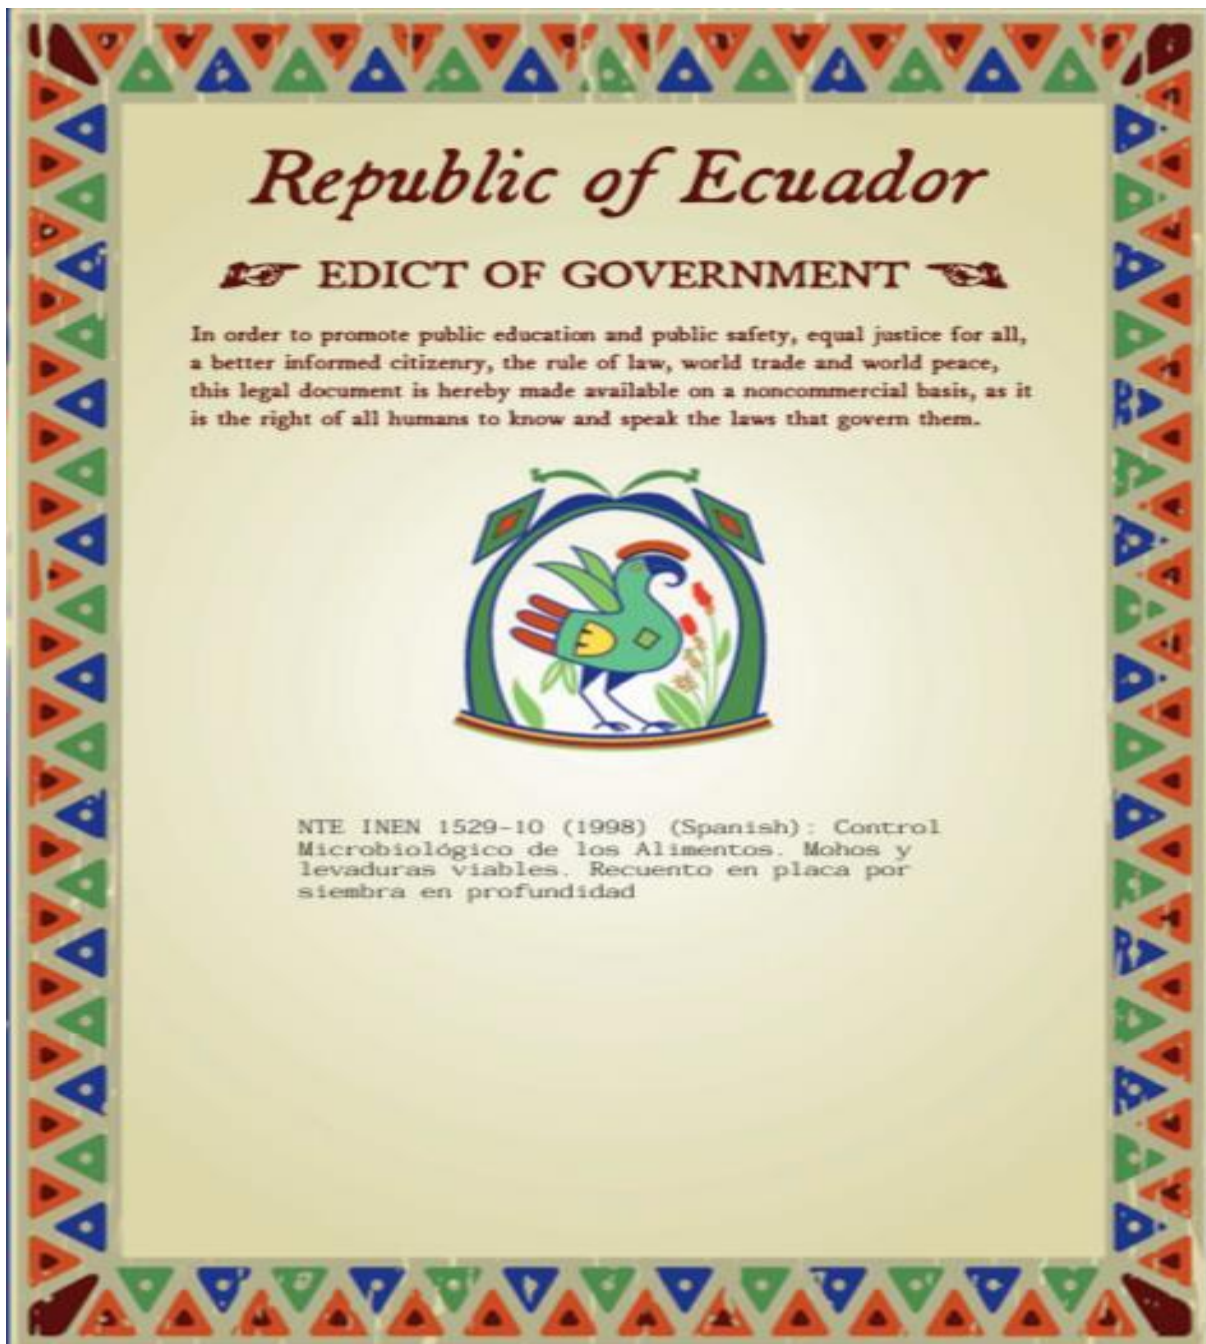 Republic of Ecuador
EDICT OF GOVERNMENT
In order to promote public education and public safety, equal justice for all,
a better informed citizenry, the rule of law, world trade and world peace,
this legal document is hereby made available on a noncommercial basis, as it
is the right of all humans to know and speak the laws that govern them.
NTE INEN 1529-10 (1998) (Spanish): Control
Microbiológico de los Alimentos. Mohos y
levaduras viables. Recuento en placa por
siembra en profundidad